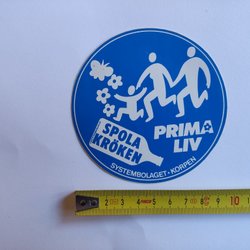 SPOLA
KRÖKEN
PRIMA
LIV
SYSTEMBOLAGET · KORPEN
1 2 3 4 5 6 7 8 9 10